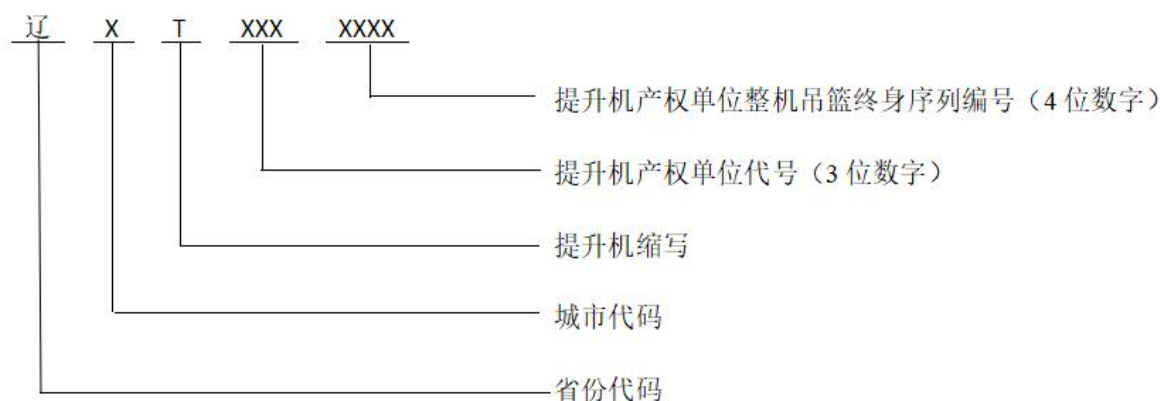 辽 X T XXX XXXX
提升机产权单位整机吊篮终身序列编号（4 位数字）
提升机产权单位代号（3 位数字）
提升机缩写
城市代码
省份代码